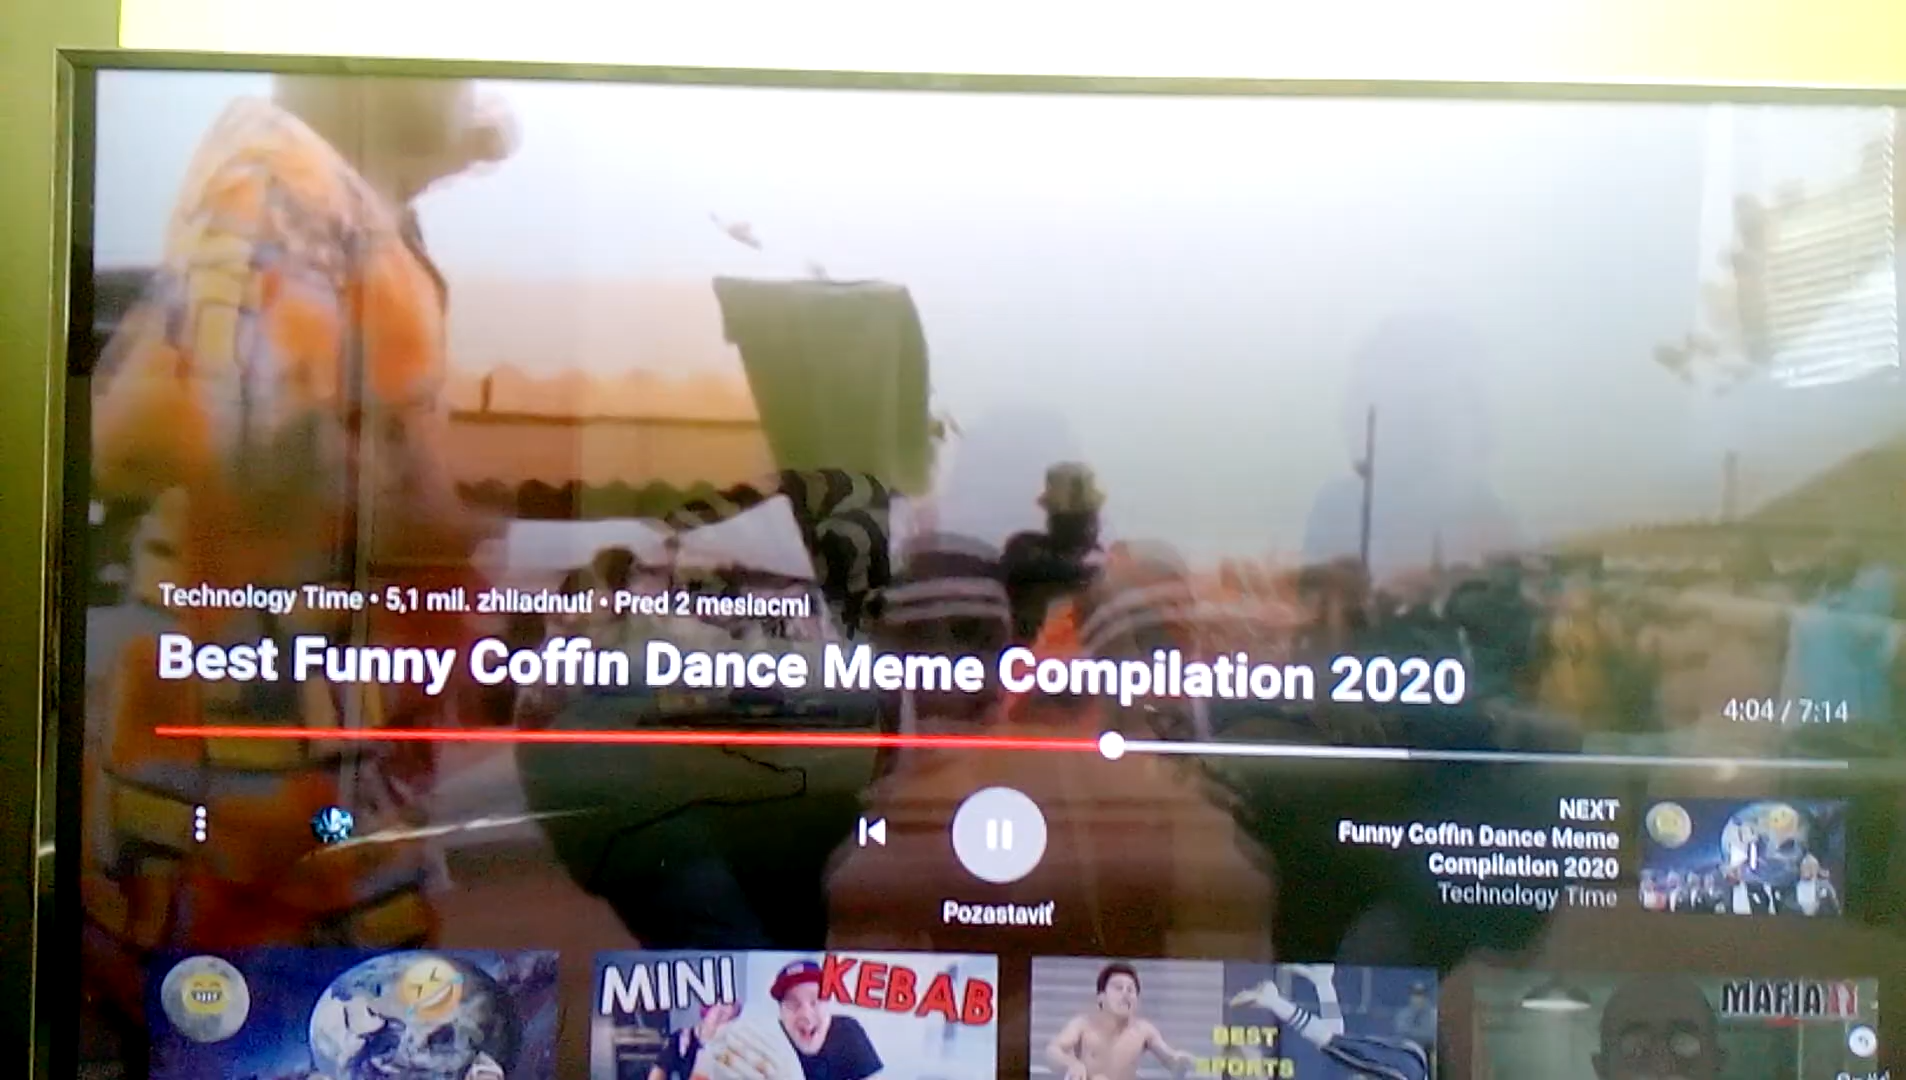 Technology Time • 5,1 mil. zhliadnutí • Pred 2 mesiacmi
Best Funny Coffin Dance Meme Compilation 2020
4:04 / 7:14
NEXT
Funny Coffin Dance Meme
Compilation 2020
Technology Time
Pozastaviť
MINI KEBAB
BEST
SPORTS
MAFIA II